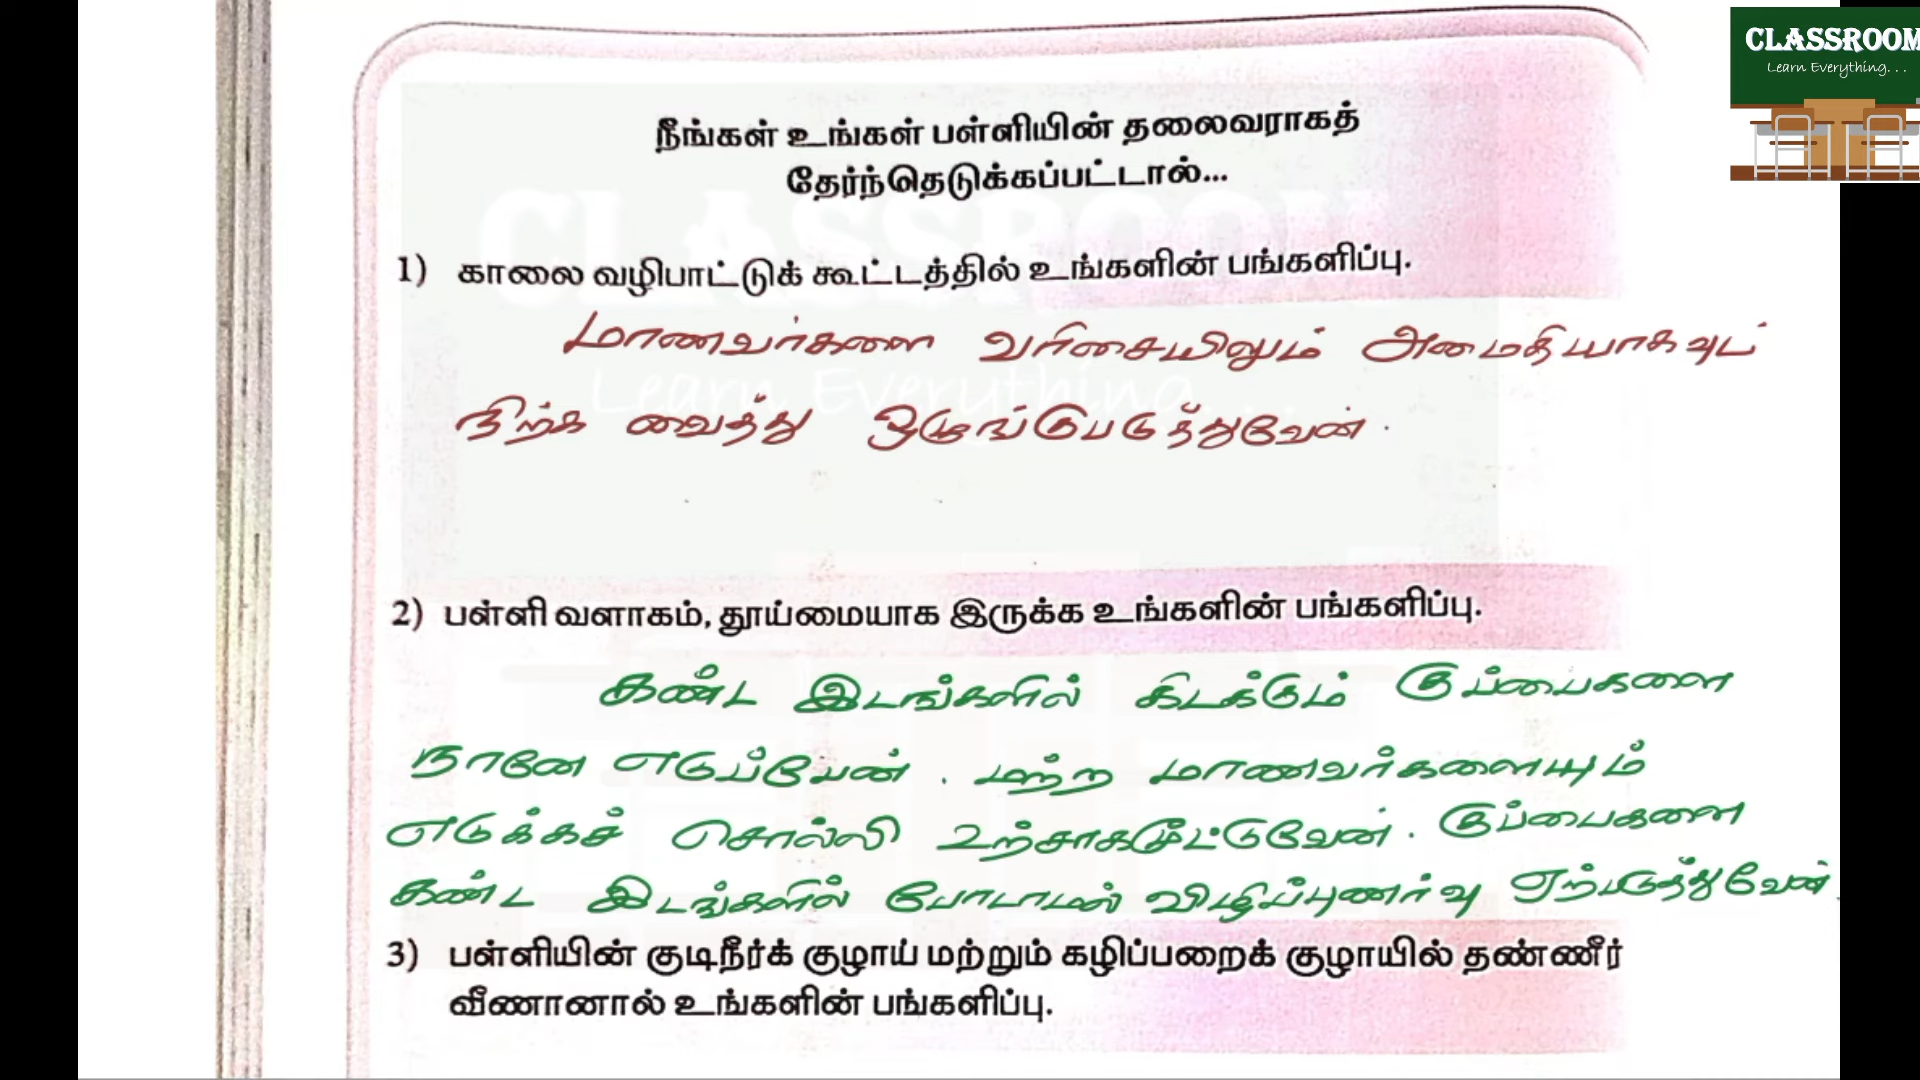 CLASSROOM
Learn Everything. . .
நீங்கள் உங்கள் பள்ளியின் தலைவராகத்
தேர்ந்தெடுக்கப்பட்டால்...
1) காலை வழிபாட்டுக் கூட்டத்தில் உங்களின் பங்களிப்பு.
மாணவர்களை வரிசையிலும் அமைதியாகவும்
நிற்க வைத்து ஒழுங்குபடுத்துவேன்.
2) பள்ளி வளாகம், தூய்மையாக இருக்க உங்களின் பங்களிப்பு.
கண்ட இடங்களில் கிடக்கும் குப்பைகளை
நானே எடுப்பேன். மற்ற மாணவர்களையும்
எடுக்கச் சொல்லி உற்சாகமூட்டுவேன். குப்பைகளை
கண்ட இடங்களில் போடாமல் விழிப்புணர்வு ஏற்படுத்துவேன்.
3) பள்ளியின் குடிநீர்க் குழாய் மற்றும் கழிப்பறைக் குழாயில் தண்ணீர்
வீணானால் உங்களின் பங்களிப்பு.